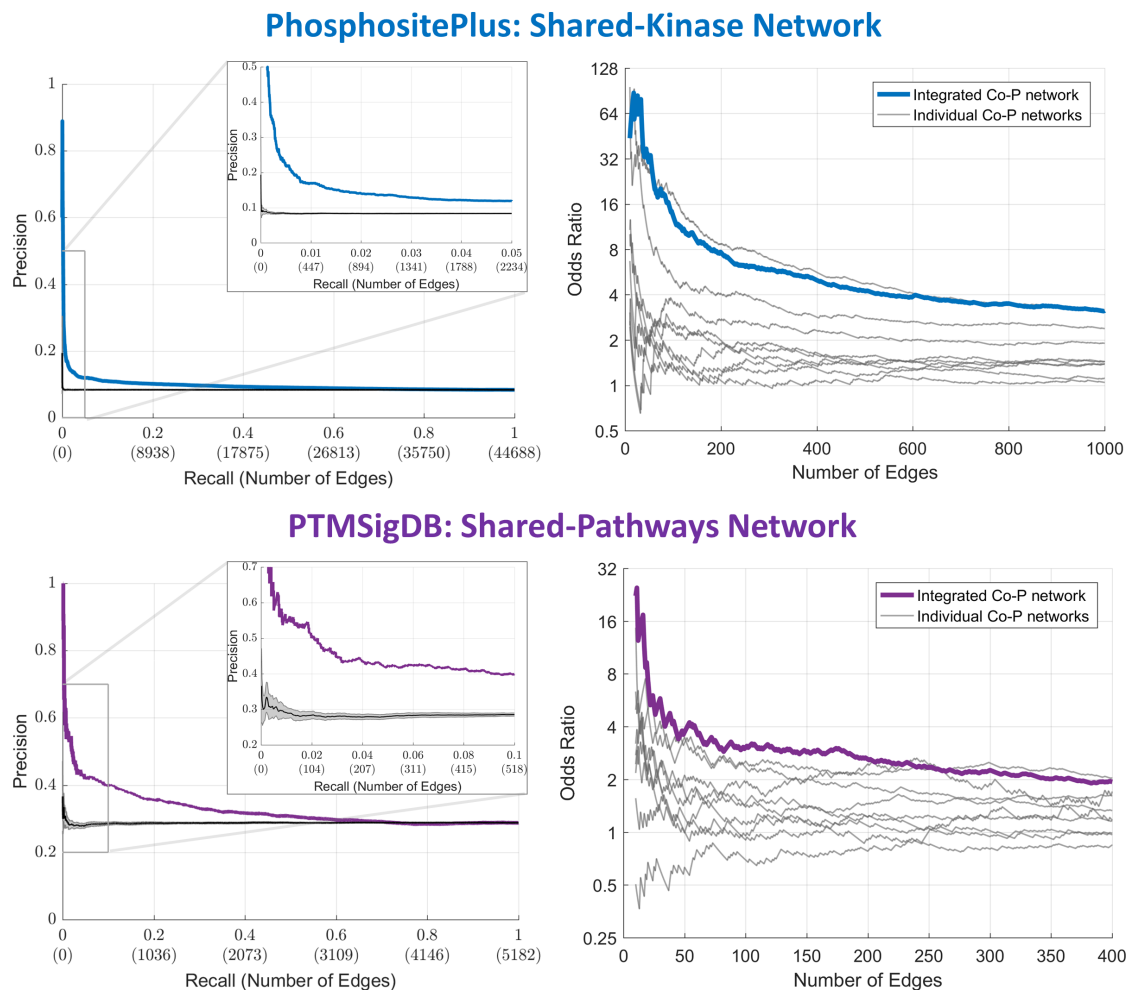 PhosphositePlus: Shared-Kinase Network
1
0.8
0.6
0.4
0.2
0
Precision
0 0.2 0.4 0.6 0.8 1
(0) (8938) (17875) (26813) (35750) (44688)
Recall (Number of Edges)
0.5
0.4
0.3
0.2
0.1
0
Precision
0 0.01 0.02 0.03 0.04 0.05
(0) (447) (894) (1341) (1788) (2234)
Recall (Number of Edges)
128
64
32
16
8
4
2
1
0.5
Odds Ratio
Integrated Co-P network
Individual Co-P networks
0 200 400 600 800 1000
Number of Edges
PTMSigDB: Shared-Pathways Network
1
0.8
0.6
0.4
0.2
0
Precision
0 0.2 0.4 0.6 0.8 1
(0) (1036) (2073) (3109) (4146) (5182)
Recall (Number of Edges)
0.7
0.6
0.5
0.4
0.3
0.2
Precision
0 0.02 0.04 0.06 0.08 0.1
(0) (104) (207) (311) (415) (518)
Recall (Number of Edges)
32
16
8
4
2
1
0.5
0.25
Odds Ratio
Integrated Co-P network
Individual Co-P networks
0 50 100 150 200 250 300 350 400
Number of Edges